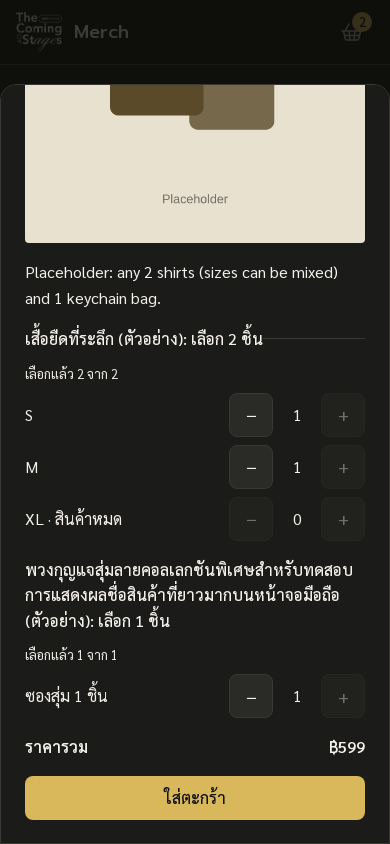 The
Coming
Stages
Merch
2
Placeholder
Placeholder: any 2 shirts (sizes can be mixed)
and 1 keychain bag.
เสื้อยืดที่ระลึก (ตัวอย่าง): เลือก 2 ชิ้น
เลือกแล้ว 2 จาก 2
S − 1 +
M − 1 +
XL · สินค้าหมด − 0 +
พวงกุญแจสุ่มลายคอลเลกชันพิเศษสำหรับทดสอบ
การแสดงผลชื่อสินค้าที่ยาวมากบนหน้าจอมือถือ
(ตัวอย่าง): เลือก 1 ชิ้น
เลือกแล้ว 1 จาก 1
ซองสุ่ม 1 ชิ้น − 1 +
ราคารวม ฿599
ใส่ตะกร้า